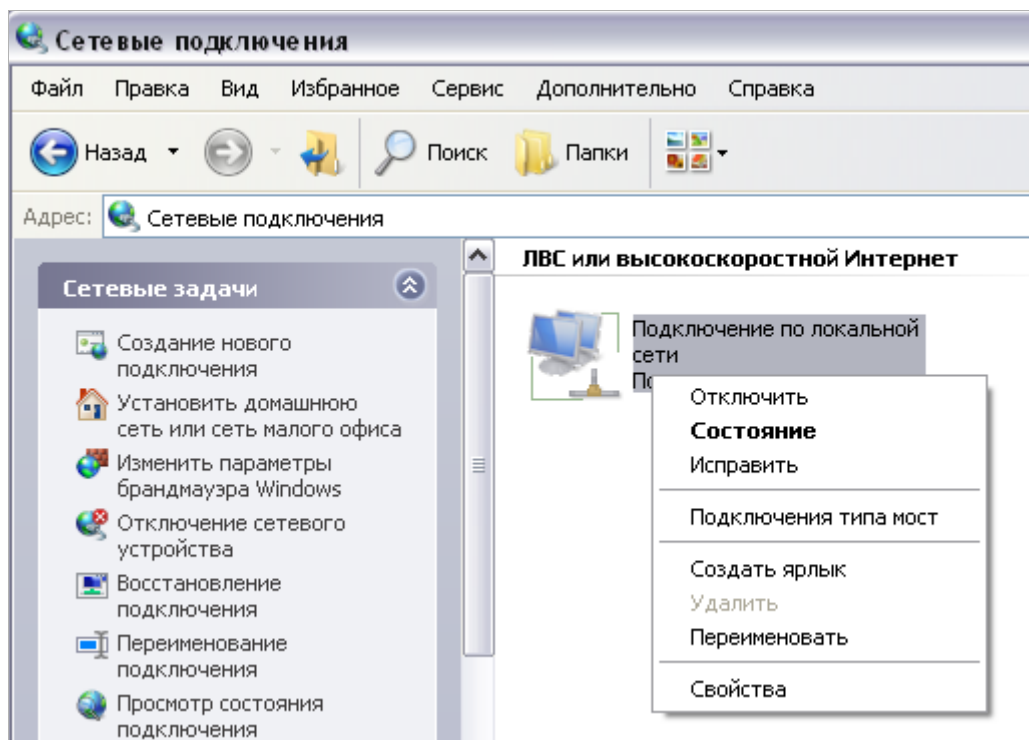 Сетевые подключения
Файл Правка Вид Избранное Сервис Дополнительно Справка
Назад Поиск Папки
Адрес: Сетевые подключения
Сетевые задачи
Создание нового
подключения
Установить домашнюю
сеть или сеть малого офиса
Изменить параметры
брандмауэра Windows
Отключение сетевого
устройства
Восстановление
подключения
Переименование
подключения
Просмотр состояния
подключения
ЛВС или высокоскоростной Интернет
Подключение по локальной
сети
Отключить
Состояние
Исправить
Подключения типа мост
Создать ярлык
Удалить
Переименовать
Свойства